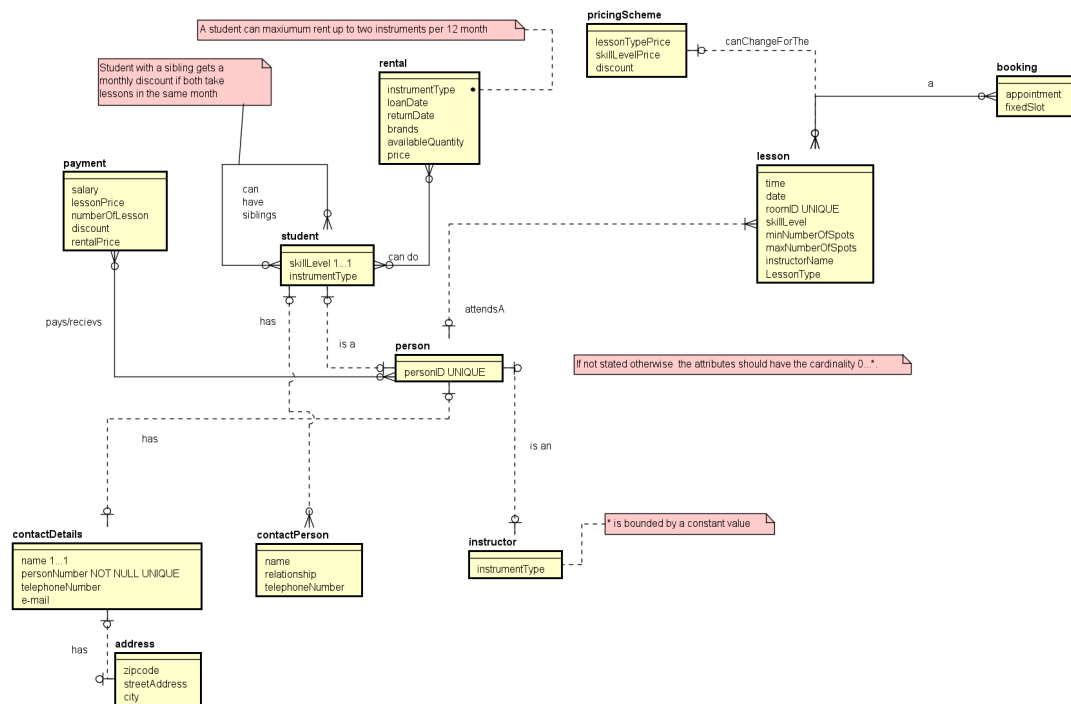 A student can maxiumum rent up to two instruments per 12 month
pricingScheme
lessonTypePrice
skillLevelPrice
discount
canChangeForThe
booking
appointment
fixedSlot
a
Student with a sibling gets a
monthly discount if both take
lessons in the same month
rental
instrumentType
loanDate
returnDate
brands
availableQuantity
price
payment
salary
lessonPrice
numberOfLesson
discount
rentalPrice
can
have
siblings
lesson
time
date
roomID UNIQUE
skillLevel
minNumberOfSpots
maxNumberOfSpots
instructorName
LessonType
student
skillLevel 1...1
instrumentType
can do
pays/recievs
has
is a
attendsA
person
personID UNIQUE
If not stated otherwise  the attributes should have the cardinality 0...*.
has
is an
contactDetails
name 1...1
personNumber NOT NULL UNIQUE
telephoneNumber
e-mail
contactPerson
name
relationship
telephoneNumber
instructor
instrumentType
* is bounded by a constant value
has
address
zipcode
streetAddress
city